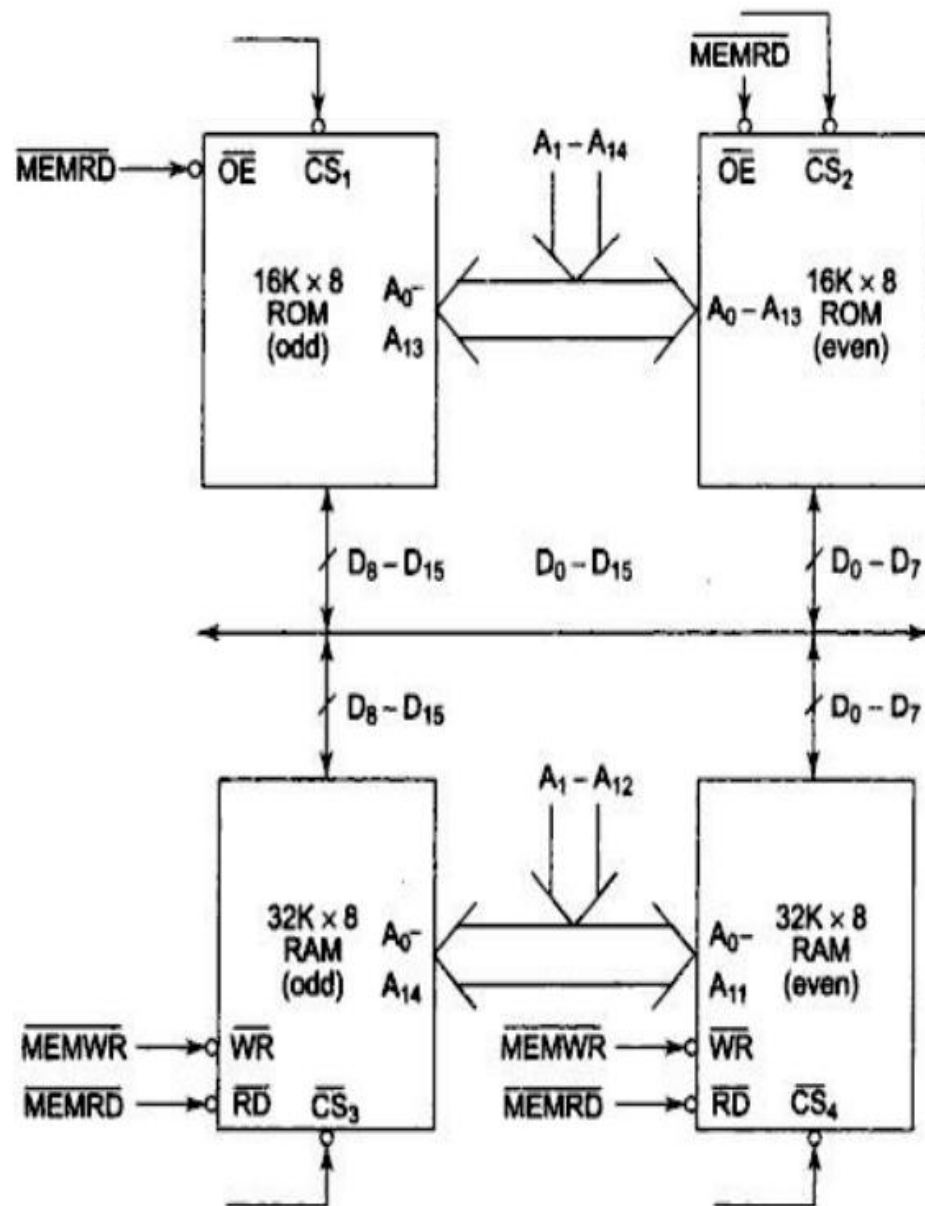 MEMRD
A₁ – A₁₄
MEMRD
OE CS₁
OE CS₂
16K × 8
ROM
(odd)
A₀–
A₁₃
A₀ – A₁₃
16K × 8
ROM
(even)
D₈ – D₁₅
D₀ – D₁₅
D₀ – D₇
D₈ – D₁₅
D₀ – D₇
A₁ – A₁₂
32K × 8
RAM
(odd)
A₀–
A₁₄
A₀–
A₁₁
32K × 8
RAM
(even)
MEMWR
WR
MEMWR
WR
MEMRD
RD CS₃
MEMRD
RD CS₄